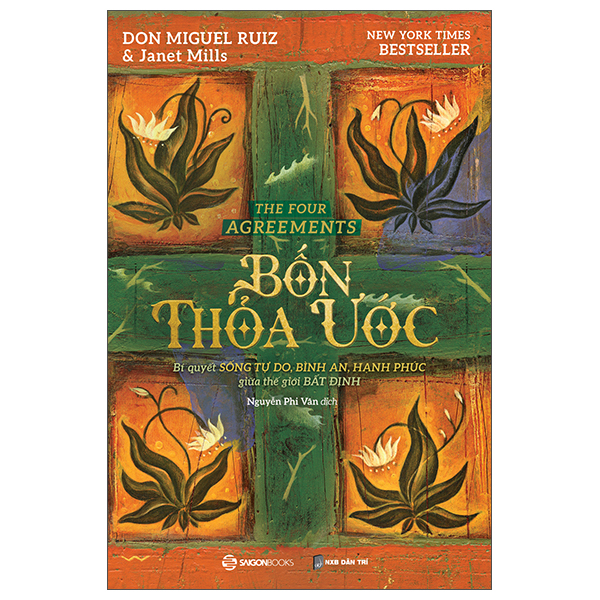 DON MIGUEL RUIZ
& Janet Mills
NEW YORK TIMES
BESTSELLER
THE FOUR
AGREEMENTS
BỐN
THỎA ƯỚC
Bí quyết SỐNG TỰ DO, BÌNH AN, HẠNH PHÚC
giữa thế giới BẤT ĐỊNH
Nguyễn Phi Vân dịch
SAIGONBOOKS
NXB DÂN TRÍ